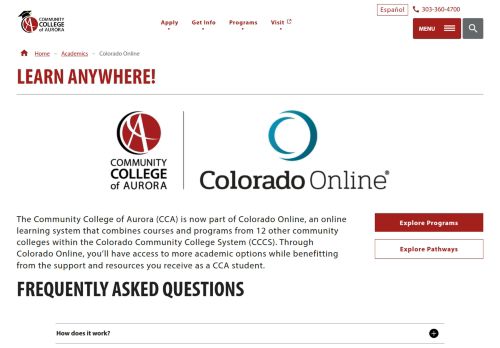 COMMUNITY
COLLEGE
of AURORA
Apply
Get Info
Programs
Visit
Español
303-360-4700
MENU
Home
Academics
Colorado Online
LEARN ANYWHERE!
COMMUNITY
COLLEGE
of AURORA
Colorado Online®
The Community College of Aurora (CCA) is now part of Colorado Online, an online
learning system that combines courses and programs from 12 other community
colleges within the Colorado Community College System (CCCS). Through
Colorado Online, you'll have access to more academic options while benefitting
from the support and resources you receive as a CCA student.
Explore Programs
Explore Pathways
FREQUENTLY ASKED QUESTIONS
How does it work?